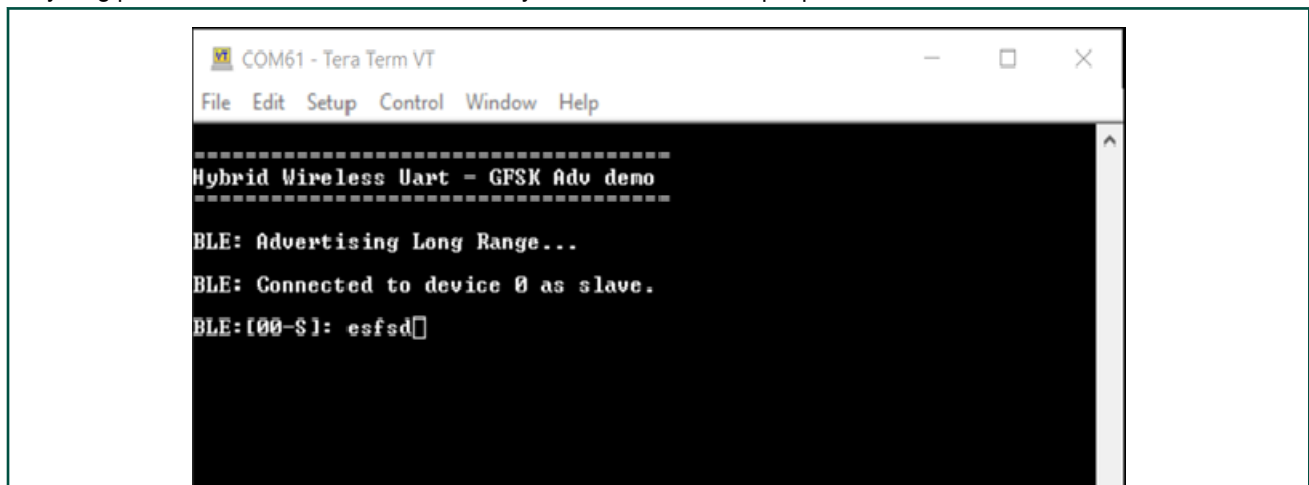 COM61 - Tera Term VT
File Edit Setup Control Window Help
=====================================
Hybrid Wireless Uart - GFSK Adv demo
=====================================
BLE: Advertising Long Range...
BLE: Connected to device 0 as slave.
BLE:[00-S]: esfsd